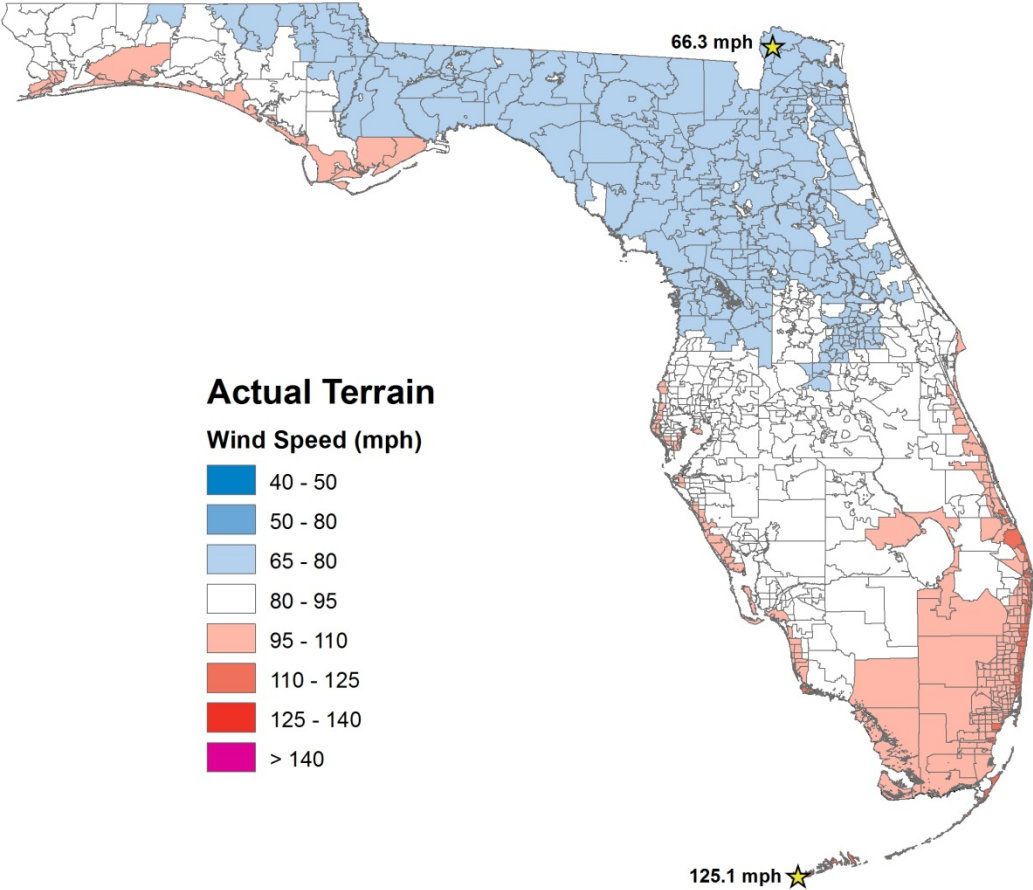 66.3 mph
Actual Terrain
Wind Speed (mph)
40 - 50
50 - 80
65 - 80
80 - 95
95 - 110
110 - 125
125 - 140
> 140
125.1 mph